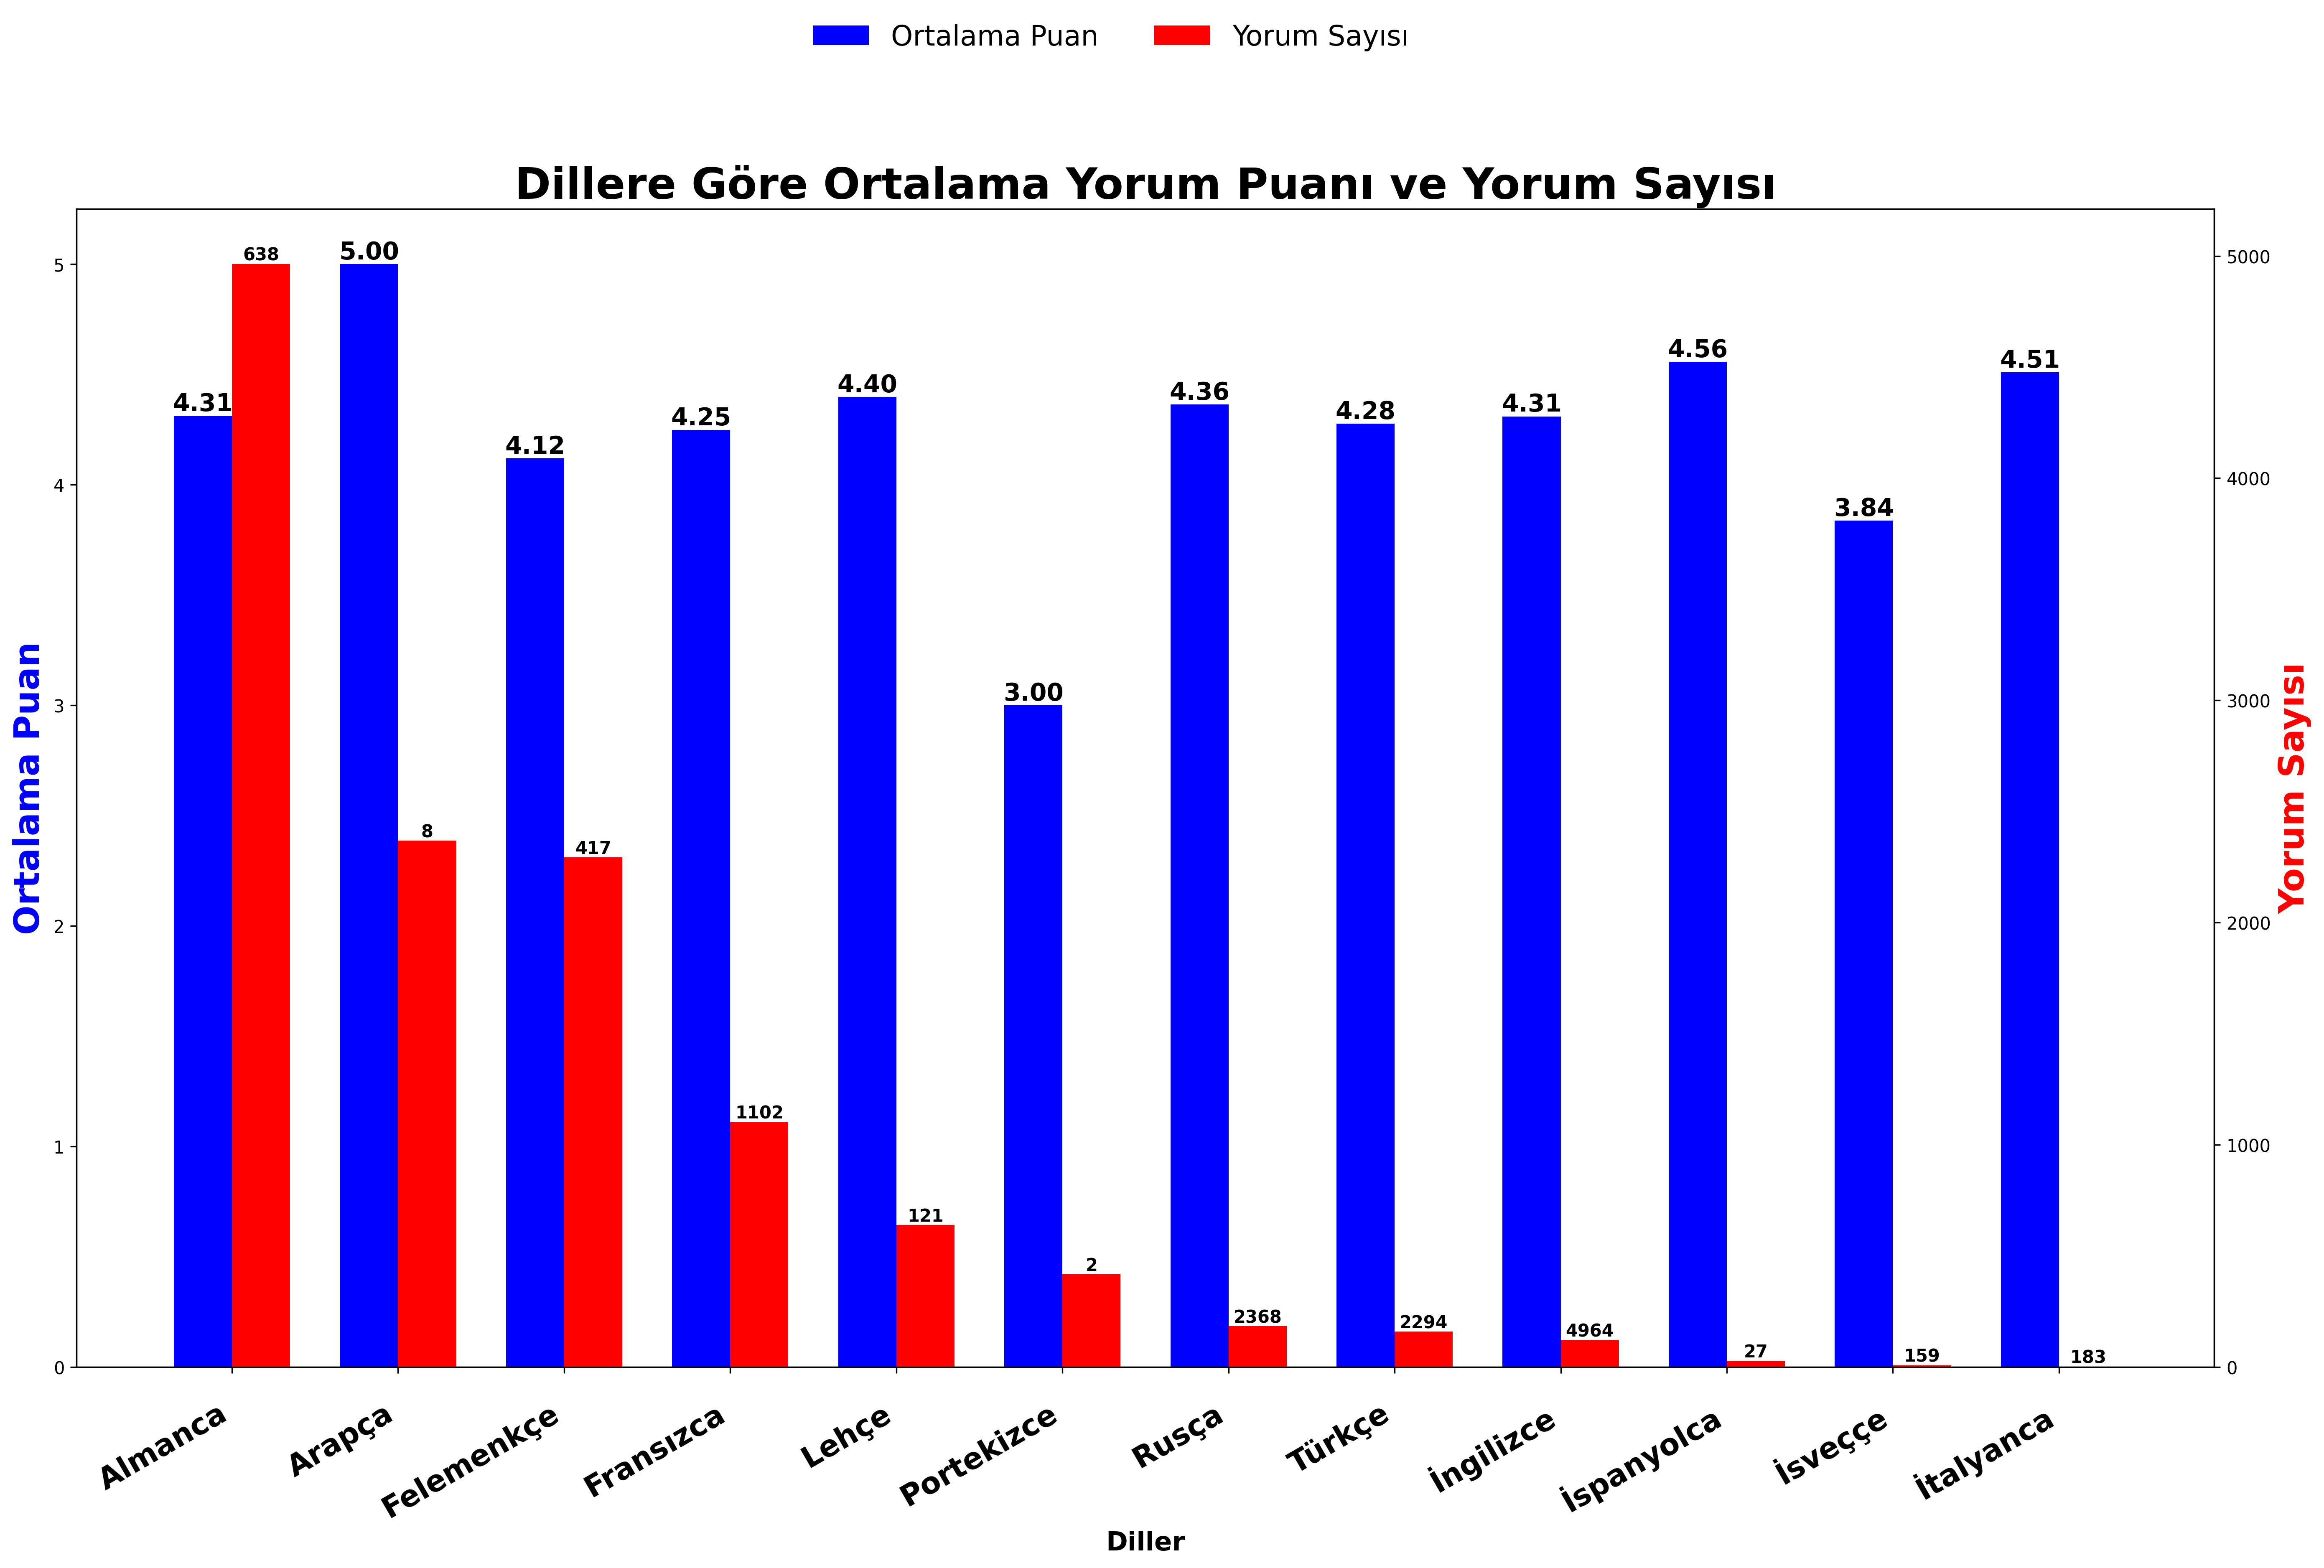 Ortalama Puan Yorum Sayısı
Dillere Göre Ortalama Yorum Puanı ve Yorum Sayısı
Ortalama Puan
5
4
3
2
1
0
4.31
638
5.00
8
4.12
417
4.25
1102
4.40
121
3.00
2
4.36
2368
4.28
2294
4.31
4964
4.56
27
3.84
159
4.51
183
5000
4000
3000
2000
1000
0
Yorum Sayısı
Almanca
Arapça
Felemenkçe
Fransızca
Lehçe
Portekizce
Rusça
Türkçe
İngilizce
İspanyolca
İsveççe
İtalyanca
Diller